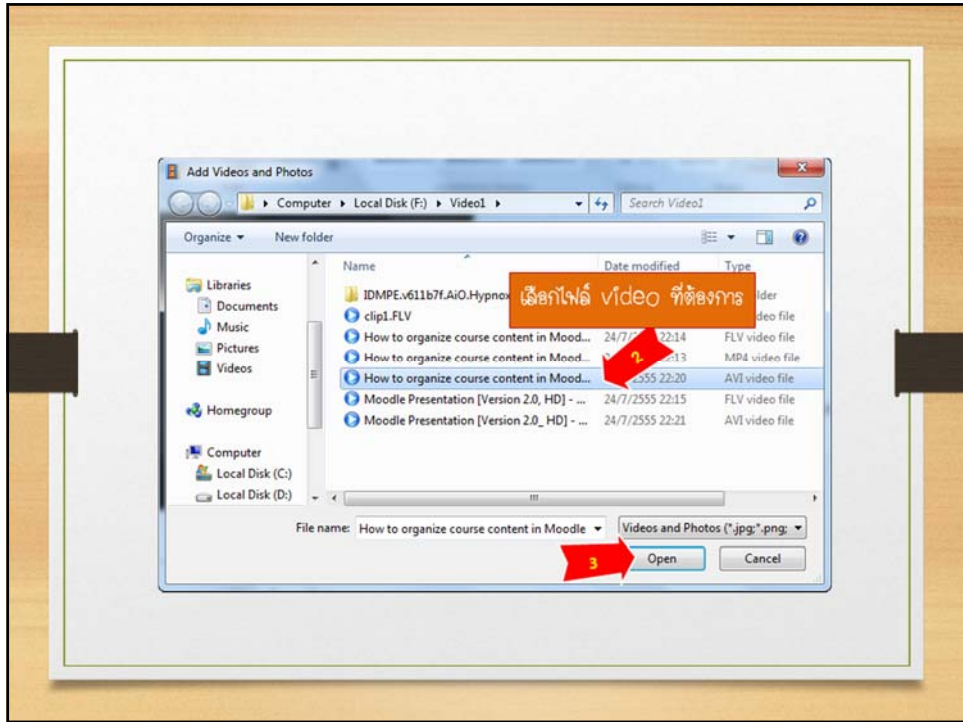 Add Videos and Photos
Computer ▸ Local Disk (F:) ▸ Video1 ▸
Search Video1
Organize
New folder
Libraries
Documents
Music
Pictures
Videos
Homegroup
Computer
Local Disk (C:)
Local Disk (D:)
Name Date modified Type
IDMPE.v611b7f.AiO.Hypnox
clip1.FLV
How to organize course content in Mood... 24/7/ 22:14 FLV video file
How to organize course content in Mood... MP4 video file
How to organize course content in Mood... 2555 22:20 AVI video file
Moodle Presentation [Version 2.0, HD] - ... 24/7/2555 22:15 FLV video file
Moodle Presentation [Version 2.0_ HD] - ... 24/7/2555 22:21 AVI video file
เลือกไฟล์ video ที่ต้องการ
2
File name: How to organize course content in Moodle
Videos and Photos (*.jpg;*.png;
3
Open
Cancel